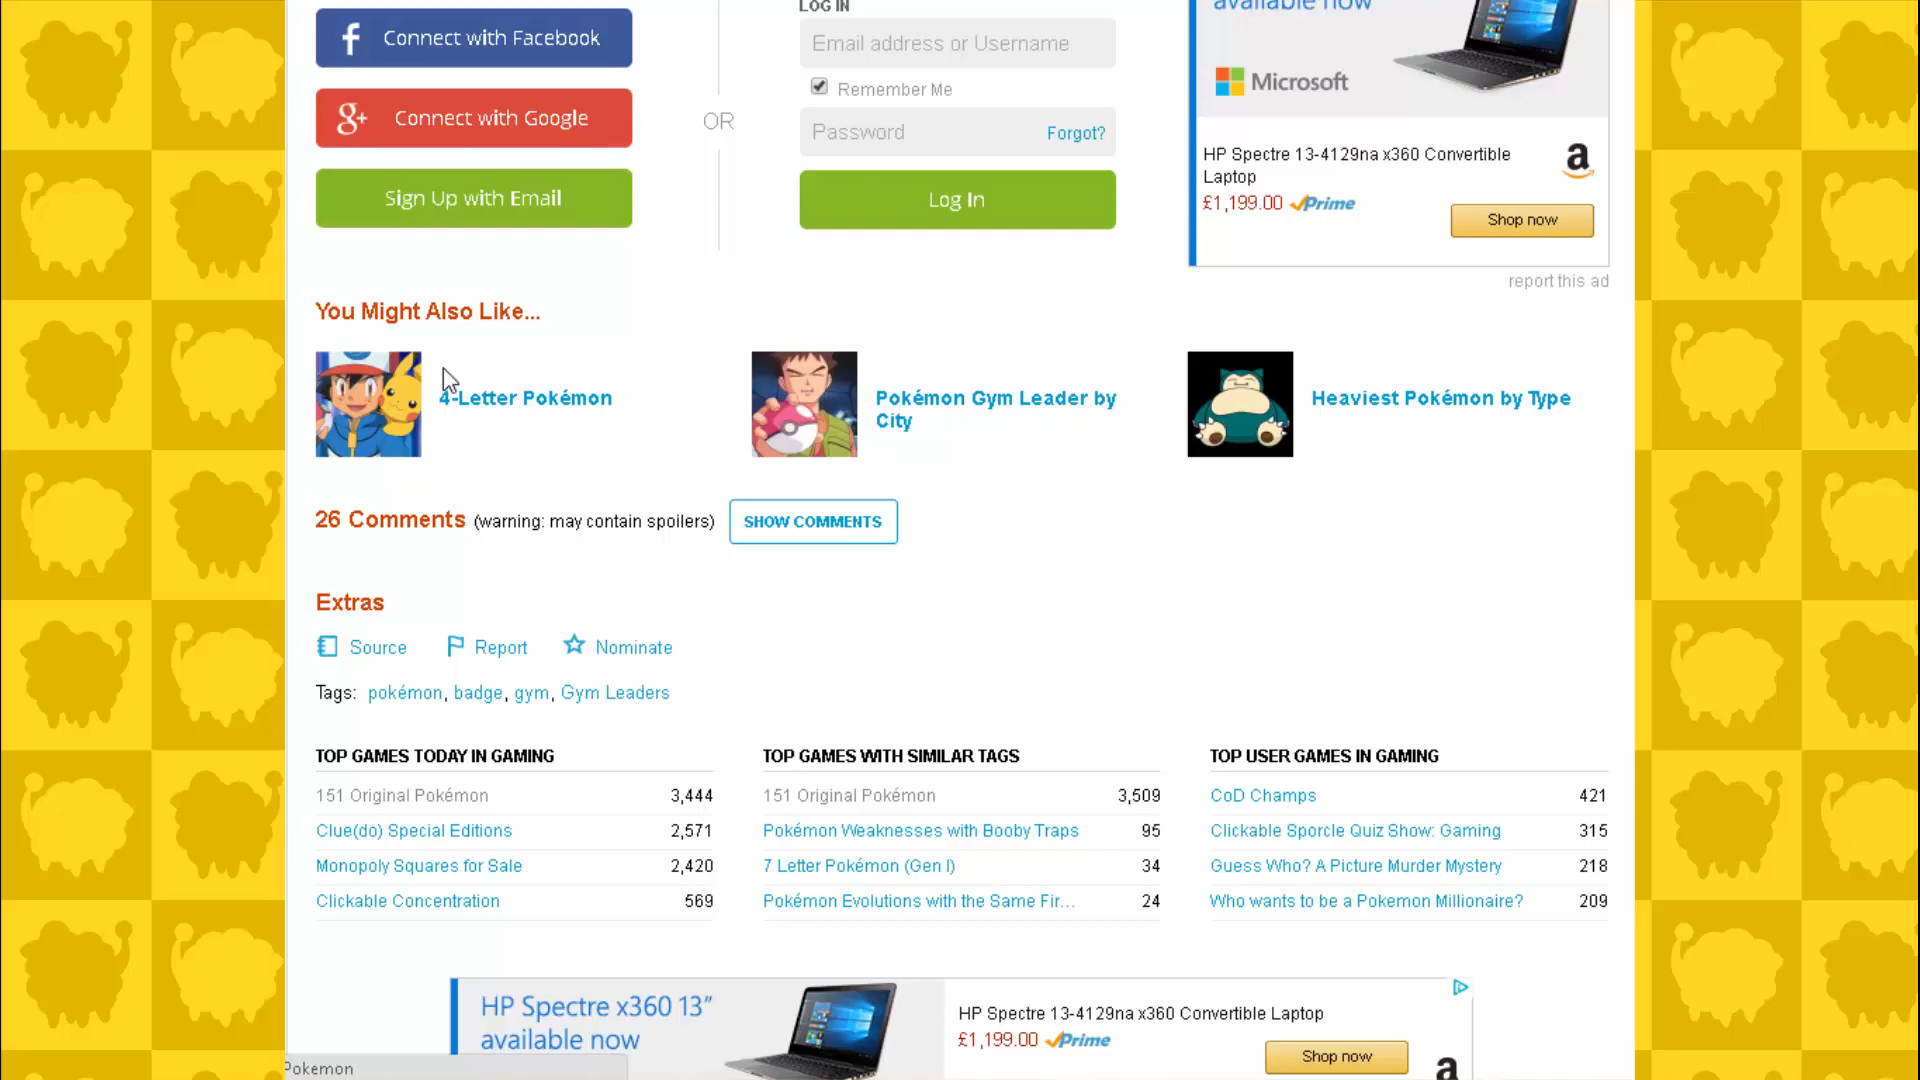 LOG IN
available now
f Connect with Facebook
Email address or Username
Remember Me
Microsoft
g+ Connect with Google
OR
Password Forgot?
HP Spectre 13-4129na x360 Convertible
Laptop
£1,199.00 Prime
a
Shop now
Sign Up with Email
Log In
report this ad
You Might Also Like...
4-Letter Pokémon
Pokémon Gym Leader by
City
Heaviest Pokémon by Type
26 Comments (warning: may contain spoilers) SHOW COMMENTS
Extras
Source Report Nominate
Tags: pokémon, badge, gym, Gym Leaders
TOP GAMES TODAY IN GAMING
151 Original Pokémon 3,444
Clue(do) Special Editions 2,571
Monopoly Squares for Sale 2,420
Clickable Concentration 569
TOP GAMES WITH SIMILAR TAGS
151 Original Pokémon 3,509
Pokémon Weaknesses with Booby Traps 95
7 Letter Pokémon (Gen I) 34
Pokémon Evolutions with the Same Fir... 24
TOP USER GAMES IN GAMING
CoD Champs 421
Clickable Sporcle Quiz Show: Gaming 315
Guess Who? A Picture Murder Mystery 218
Who wants to be a Pokemon Millionaire? 209
HP Spectre x360 13"
available now
HP Spectre 13-4129na x360 Convertible Laptop
£1,199.00 Prime
Shop now
a
Pokemon